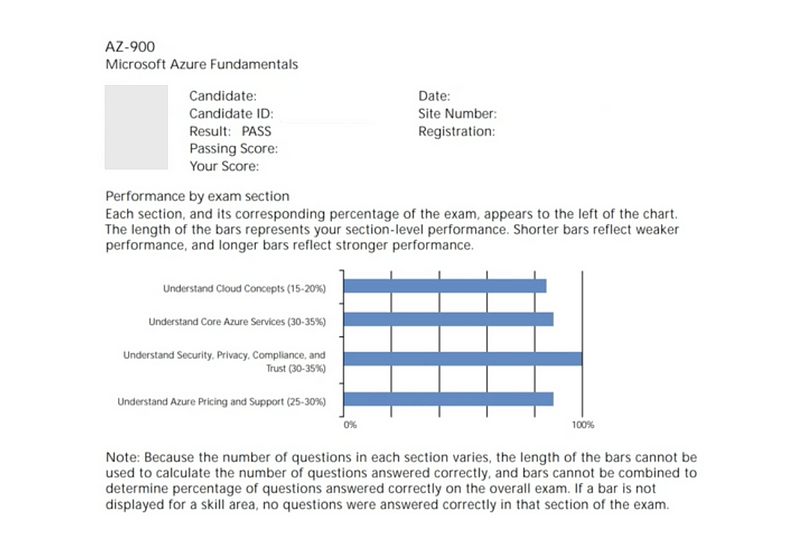 AZ-900
Microsoft Azure Fundamentals
Candidate:
Candidate ID:
Result: PASS
Passing Score:
Your Score:
Date:
Site Number:
Registration:
Performance by exam section
Each section, and its corresponding percentage of the exam, appears to the left of the chart.
The length of the bars represents your section-level performance. Shorter bars reflect weaker
performance, and longer bars reflect stronger performance.
Understand Cloud Concepts (15-20%)
Understand Core Azure Services (30-35%)
Understand Security, Privacy, Compliance, and
Trust (30-35%)
Understand Azure Pricing and Support (25-30%)
0%
100%
Note: Because the number of questions in each section varies, the length of the bars cannot be
used to calculate the number of questions answered correctly, and bars cannot be combined to
determine percentage of questions answered correctly on the overall exam. If a bar is not
displayed for a skill area, no questions were answered correctly in that section of the exam.